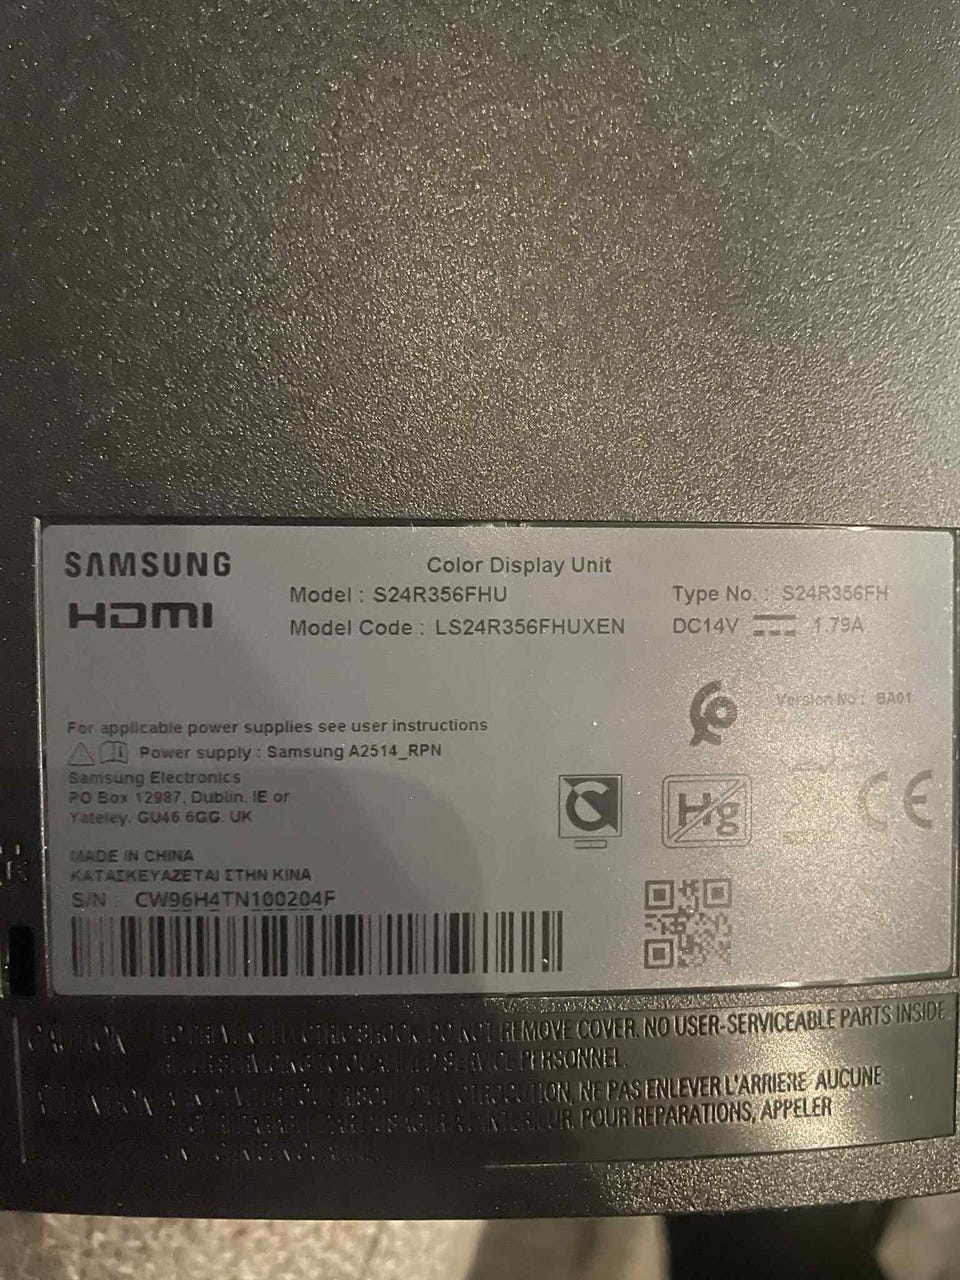 SAMSUNG
HDMI
Color Display Unit
Model : S24R356FHU
Type No. : S24R356FH
Model Code : LS24R356FHUXEN
DC14V 1.79A
Version No : BA01
For applicable power supplies see user instructions
Power supply : Samsung A2514_RPN
Samsung Electronics
PO Box 12987, Dublin. IE or
Yateley, GU46 6GG. UK
Hg
CE
MADE IN CHINA
ΚΑΤΑΣΚΕΥΑΖΕΤΑΙ ΣΤΗΝ ΚΙΝΑ
S/N : CW96H4TN100204F
CAUTION REMOVE COVER. NO USER-SERVICEABLE PARTS INSIDE.
PERSONNEL.
NE PAS ENLEVER L'ARRIERE AUCUNE
POUR REPARATIONS, APPELER